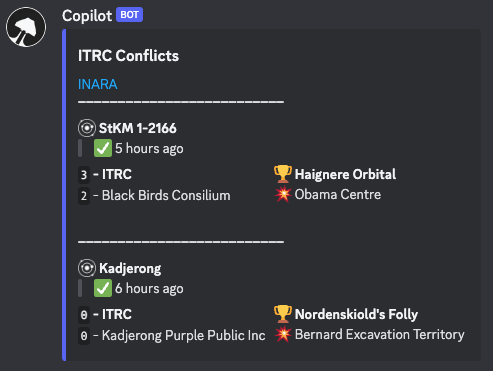 Copilot BOT
ITRC Conflicts
INARA
----------------------------
StKM 1-2166
5 hours ago
3 - ITRC Haignere Orbital
2 - Black Birds Consilium Obama Centre
----------------------------
Kadjerong
6 hours ago
0 - ITRC Nordenskiold's Folly
0 - Kadjerong Purple Public Inc Bernard Excavation Territory